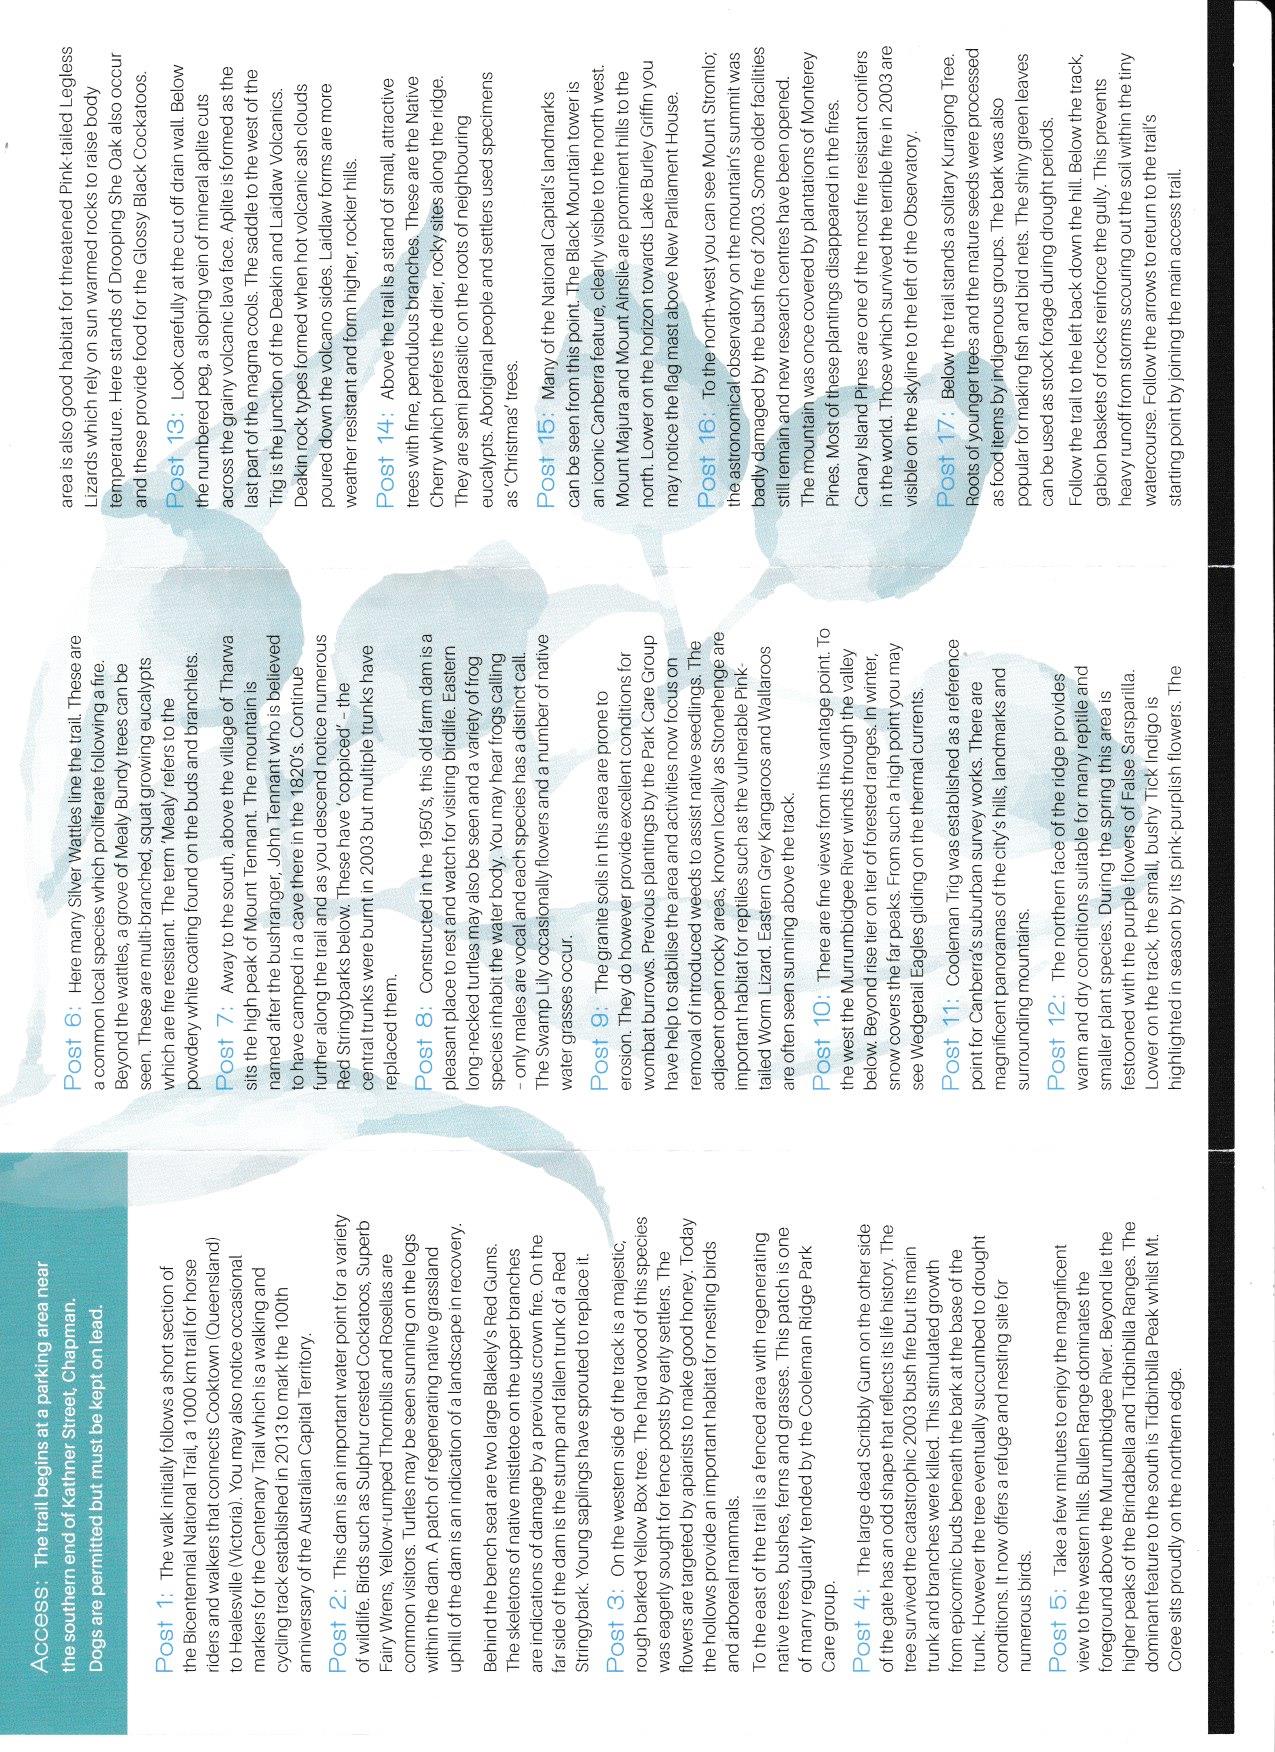 Access: The trail begins at a parking area near
the southern end of Kathner Street, Chapman.
Dogs are permitted but must be kept on lead.
Post 1: The walk initially follows a short section of
the Bicentennial National Trail, a 1000 km trail for horse
riders and walkers that connects Cooktown (Queensland)
to Healesville (Victoria). You may also notice occasional
markers for the Centenary Trail which is a walking and
cycling track established in 2013 to mark the 100th
anniversary of the Australian Capital Territory.
Post 2: This dam is an important water point for a variety
of wildlife. Birds such as Sulphur crested Cockatoos, Superb
Fairy Wrens, Yellow-rumped Thornbills and Rosellas are
common visitors. Turtles may be seen sunning on the logs
within the dam. A patch of regenerating native grassland
uphill of the dam is an indication of a landscape in recovery.
Behind the bench seat are two large Blakely's Red Gums.
The skeletons of native mistletoe on the upper branches
are indications of damage by a previous crown fire. On the
far side of the dam is the stump and fallen trunk of a Red
Stringybark. Young saplings have sprouted to replace it.
Post 3: On the western side of the track is a majestic,
rough barked Yellow Box tree. The hard wood of this species
was eagerly sought for fence posts by early settlers. The
flowers are targeted by apiarists to make good honey. Today
the hollows provide an important habitat for nesting birds
and arboreal mammals.
To the east of the trail is a fenced area with regenerating
native trees, bushes, ferns and grasses. This patch is one
of many regularly tended by the Cooleman Ridge Park
Care group.
Post 4: The large dead Scribbly Gum on the other side
of the gate has an odd shape that reflects its life history. The
tree survived the catastrophic 2003 bush fire but its main
trunk and branches were killed. This stimulated growth
from epicormic buds beneath the bark at the base of the
trunk. However the tree eventually succumbed to drought
conditions. It now offers a refuge and nesting site for
numerous birds.
Post 5: Take a few minutes to enjoy the magnificent
view to the western hills. Bullen Range dominates the
foreground above the Murrumbidgee River. Beyond lie the
higher peaks of the Brindabella and Tidbinbilla Ranges. The
dominant feature to the south is Tidbinbilla Peak whilst Mt.
Coree sits proudly on the northern edge.
Post 6: Here many Silver Wattles line the trail. These are
a common local species which proliferate following a fire.
Beyond the wattles, a grove of Mealy Bundy trees can be
seen. These are multi-branched, squat growing eucalypts
which are fire resistant. The term 'Mealy' refers to the
powdery white coating found on the buds and branchlets.
Post 7: Away to the south, above the village of Tharwa
sits the high peak of Mount Tennant. The mountain is
named after the bushranger, John Tennant who is believed
to have camped in a cave there in the 1820's. Continue
further along the trail and as you descend notice numerous
Red Stringybarks below. These have 'coppiced' – the
central trunks were burnt in 2003 but multiple trunks have
replaced them.
Post 8: Constructed in the 1950's, this old farm dam is a
pleasant place to rest and watch for visiting birdlife. Eastern
long-necked turtles may also be seen and a variety of frog
species inhabit the water body. You may hear frogs calling
– only males are vocal and each species has a distinct call.
The Swamp Lily occasionally flowers and a number of native
water grasses occur.
Post 9: The granite soils in this area are prone to
erosion. They do however provide excellent conditions for
wombat burrows. Previous plantings by the Park Care Group
have help to stabilise the area and activities now focus on
removal of introduced weeds to assist native seedlings. The
adjacent open rocky areas, known locally as Stonehenge are
important habitat for reptiles such as the vulnerable Pink-
tailed Worm Lizard. Eastern Grey Kangaroos and Wallaroos
are often seen sunning above the track.
Post 10: There are fine views from this vantage point. To
the west the Murrumbidgee River winds through the valley
below. Beyond rise tier on tier of forested ranges. In winter,
snow covers the far peaks. From such a high point you may
see Wedgetail Eagles gliding on the thermal currents.
Post 11: Cooleman Trig was established as a reference
point for Canberra's suburban survey works. There are
magnificent panoramas of the city's hills, landmarks and
surrounding mountains.
Post 12: The northern face of the ridge provides
warm and dry conditions suitable for many reptile and
smaller plant species. During the spring this area is
festooned with the purple flowers of False Sarsparilla.
Lower on the track, the small, bushy Tick Indigo is
highlighted in season by its pink-purplish flowers. The
area is also good habitat for threatened Pink-tailed Legless
Lizards which rely on sun warmed rocks to raise body
temperature. Here stands of Drooping She Oak also occur
and these provide food for the Glossy Black Cockatoos.
Post 13: Look carefully at the cut off drain wall. Below
the numbered peg, a sloping vein of mineral aplite cuts
across the grainy volcanic lava face. Aplite is formed as the
last part of the magma cools. The saddle to the west of the
Trig is the junction of the Deakin and Laidlaw Volcanics.
Deakin rock types formed when hot volcanic ash clouds
poured down the volcano sides. Laidlaw forms are more
weather resistant and form higher, rockier hills.
Post 14: Above the trail is a stand of small, attractive
trees with fine, pendulous branches. These are the Native
Cherry which prefers the drier, rocky sites along the ridge.
They are semi parasitic on the roots of neighbouring
eucalypts. Aboriginal people and settlers used specimens
as 'Christmas' trees.
Post 15: Many of the National Capital's landmarks
can be seen from this point. The Black Mountain tower is
an iconic Canberra feature, clearly visible to the north west.
Mount Majura and Mount Ainslie are prominent hills to the
north. Lower on the horizon towards Lake Burley Griffin you
may notice the flag mast above New Parliament House.
Post 16: To the north-west you can see Mount Stromlo;
the astronomical observatory on the mountain's summit was
badly damaged by the bush fire of 2003. Some older facilities
still remain and new research centres have been opened.
The mountain was once covered by plantations of Monterey
Pines. Most of these plantings disappeared in the fires.
Canary Island Pines are one of the most fire resistant conifers
in the world. Those which survived the terrible fire in 2003 are
visible on the skyline to the left of the Observatory.
Post 17: Below the trail stands a solitary Kurrajong Tree.
Roots of younger trees and the mature seeds were processed
as food items by indigenous groups. The bark was also
popular for making fish and bird nets. The shiny green leaves
can be used as stock forage during drought periods.
Follow the trail to the left back down the hill. Below the track,
gabion baskets of rocks reinforce the gully. This prevents
heavy runoff from storms scouring out the soil within the tiny
watercourse. Follow the arrows to return to the trail's
starting point by joining the main access trail.